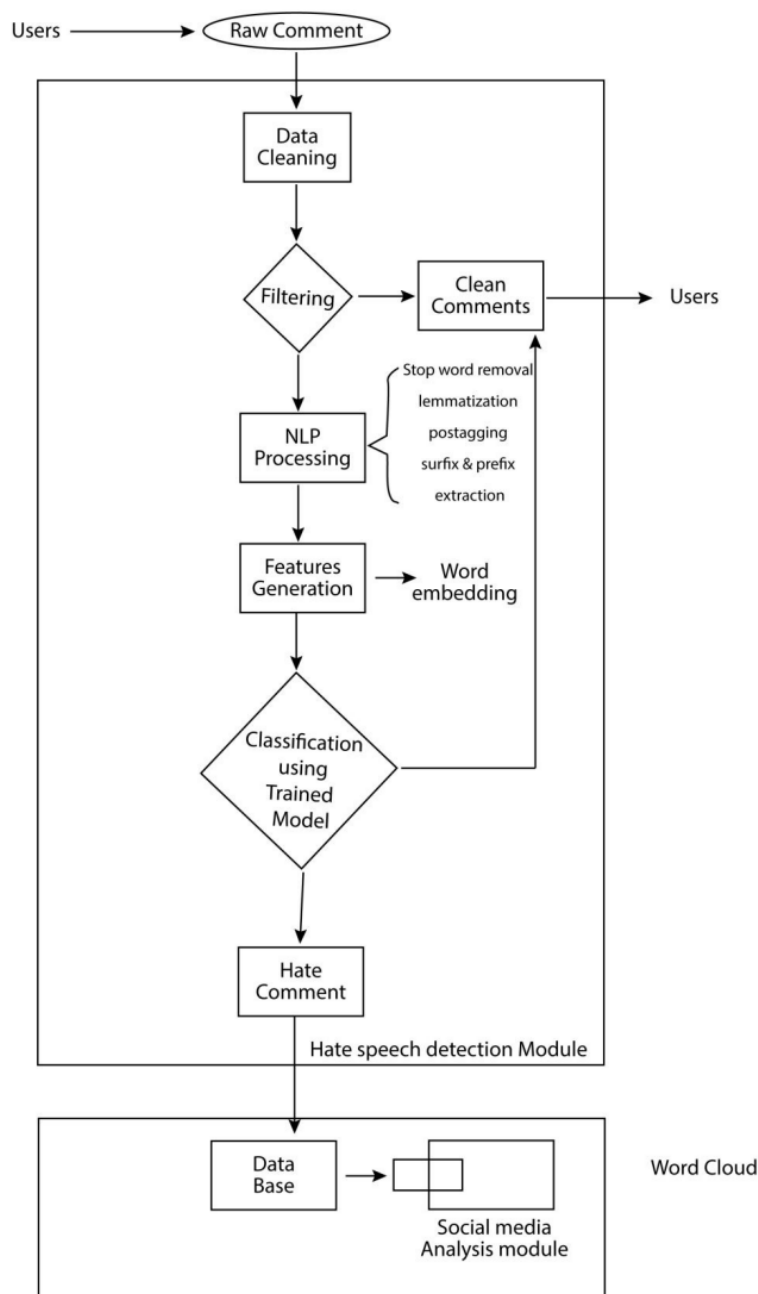 Users
Raw Comment
Data
Cleaning
Filtering
Clean
Comments
Users
Stop word removal
lemmatization
postagging
surfix & prefix
extraction
NLP
Processing
Features
Generation
Word
embedding
Classification
using
Trained
Model
Hate
Comment
Hate speech detection Module
Data
Base
Social media
Analysis module
Word Cloud